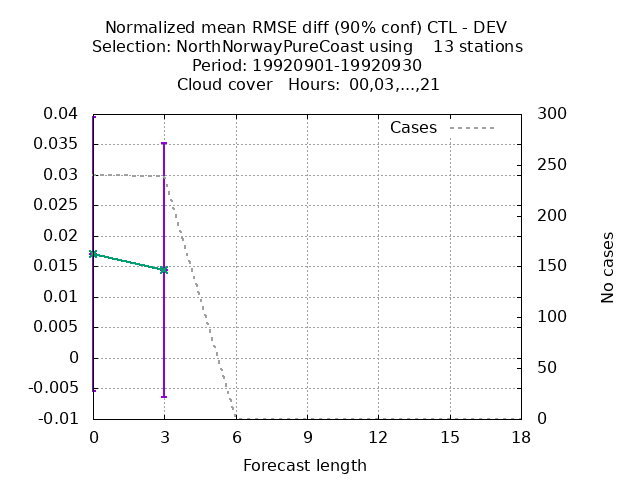 Normalized mean RMSE diff (90% conf) CTL - DEV
Selection: NorthNorwayPureCoast using    13 stations
Period: 19920901-19920930
Cloud cover   Hours:  00,03,...,21
Cases
0.04
0.035
0.03
0.025
0.02
0.015
0.01
0.005
0
-0.005
-0.01
300
250
200
150
100
50
0
No cases
0 3 6 9 12 15 18
Forecast length